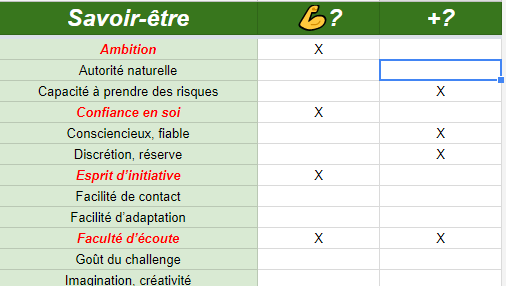 Savoir-être 💪? +?
Ambition X
Autorité naturelle
Capacité à prendre des risques X
Confiance en soi X
Consciencieux, fiable X
Discrétion, réserve X
Esprit d'initiative X
Facilité de contact
Facilité d'adaptation
Faculté d'écoute X X
Goût du challenge
Imagination, créativité